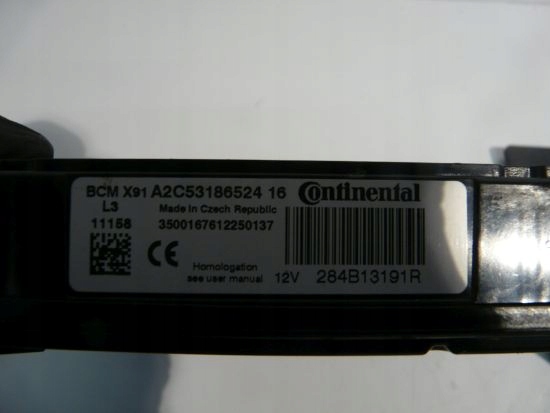 BCM X91 A2C53186524 16 Continental
L3 Made in Czech Republic
11158 3500167612250137
CE
Homologation
see user manual 12V 284B13191R